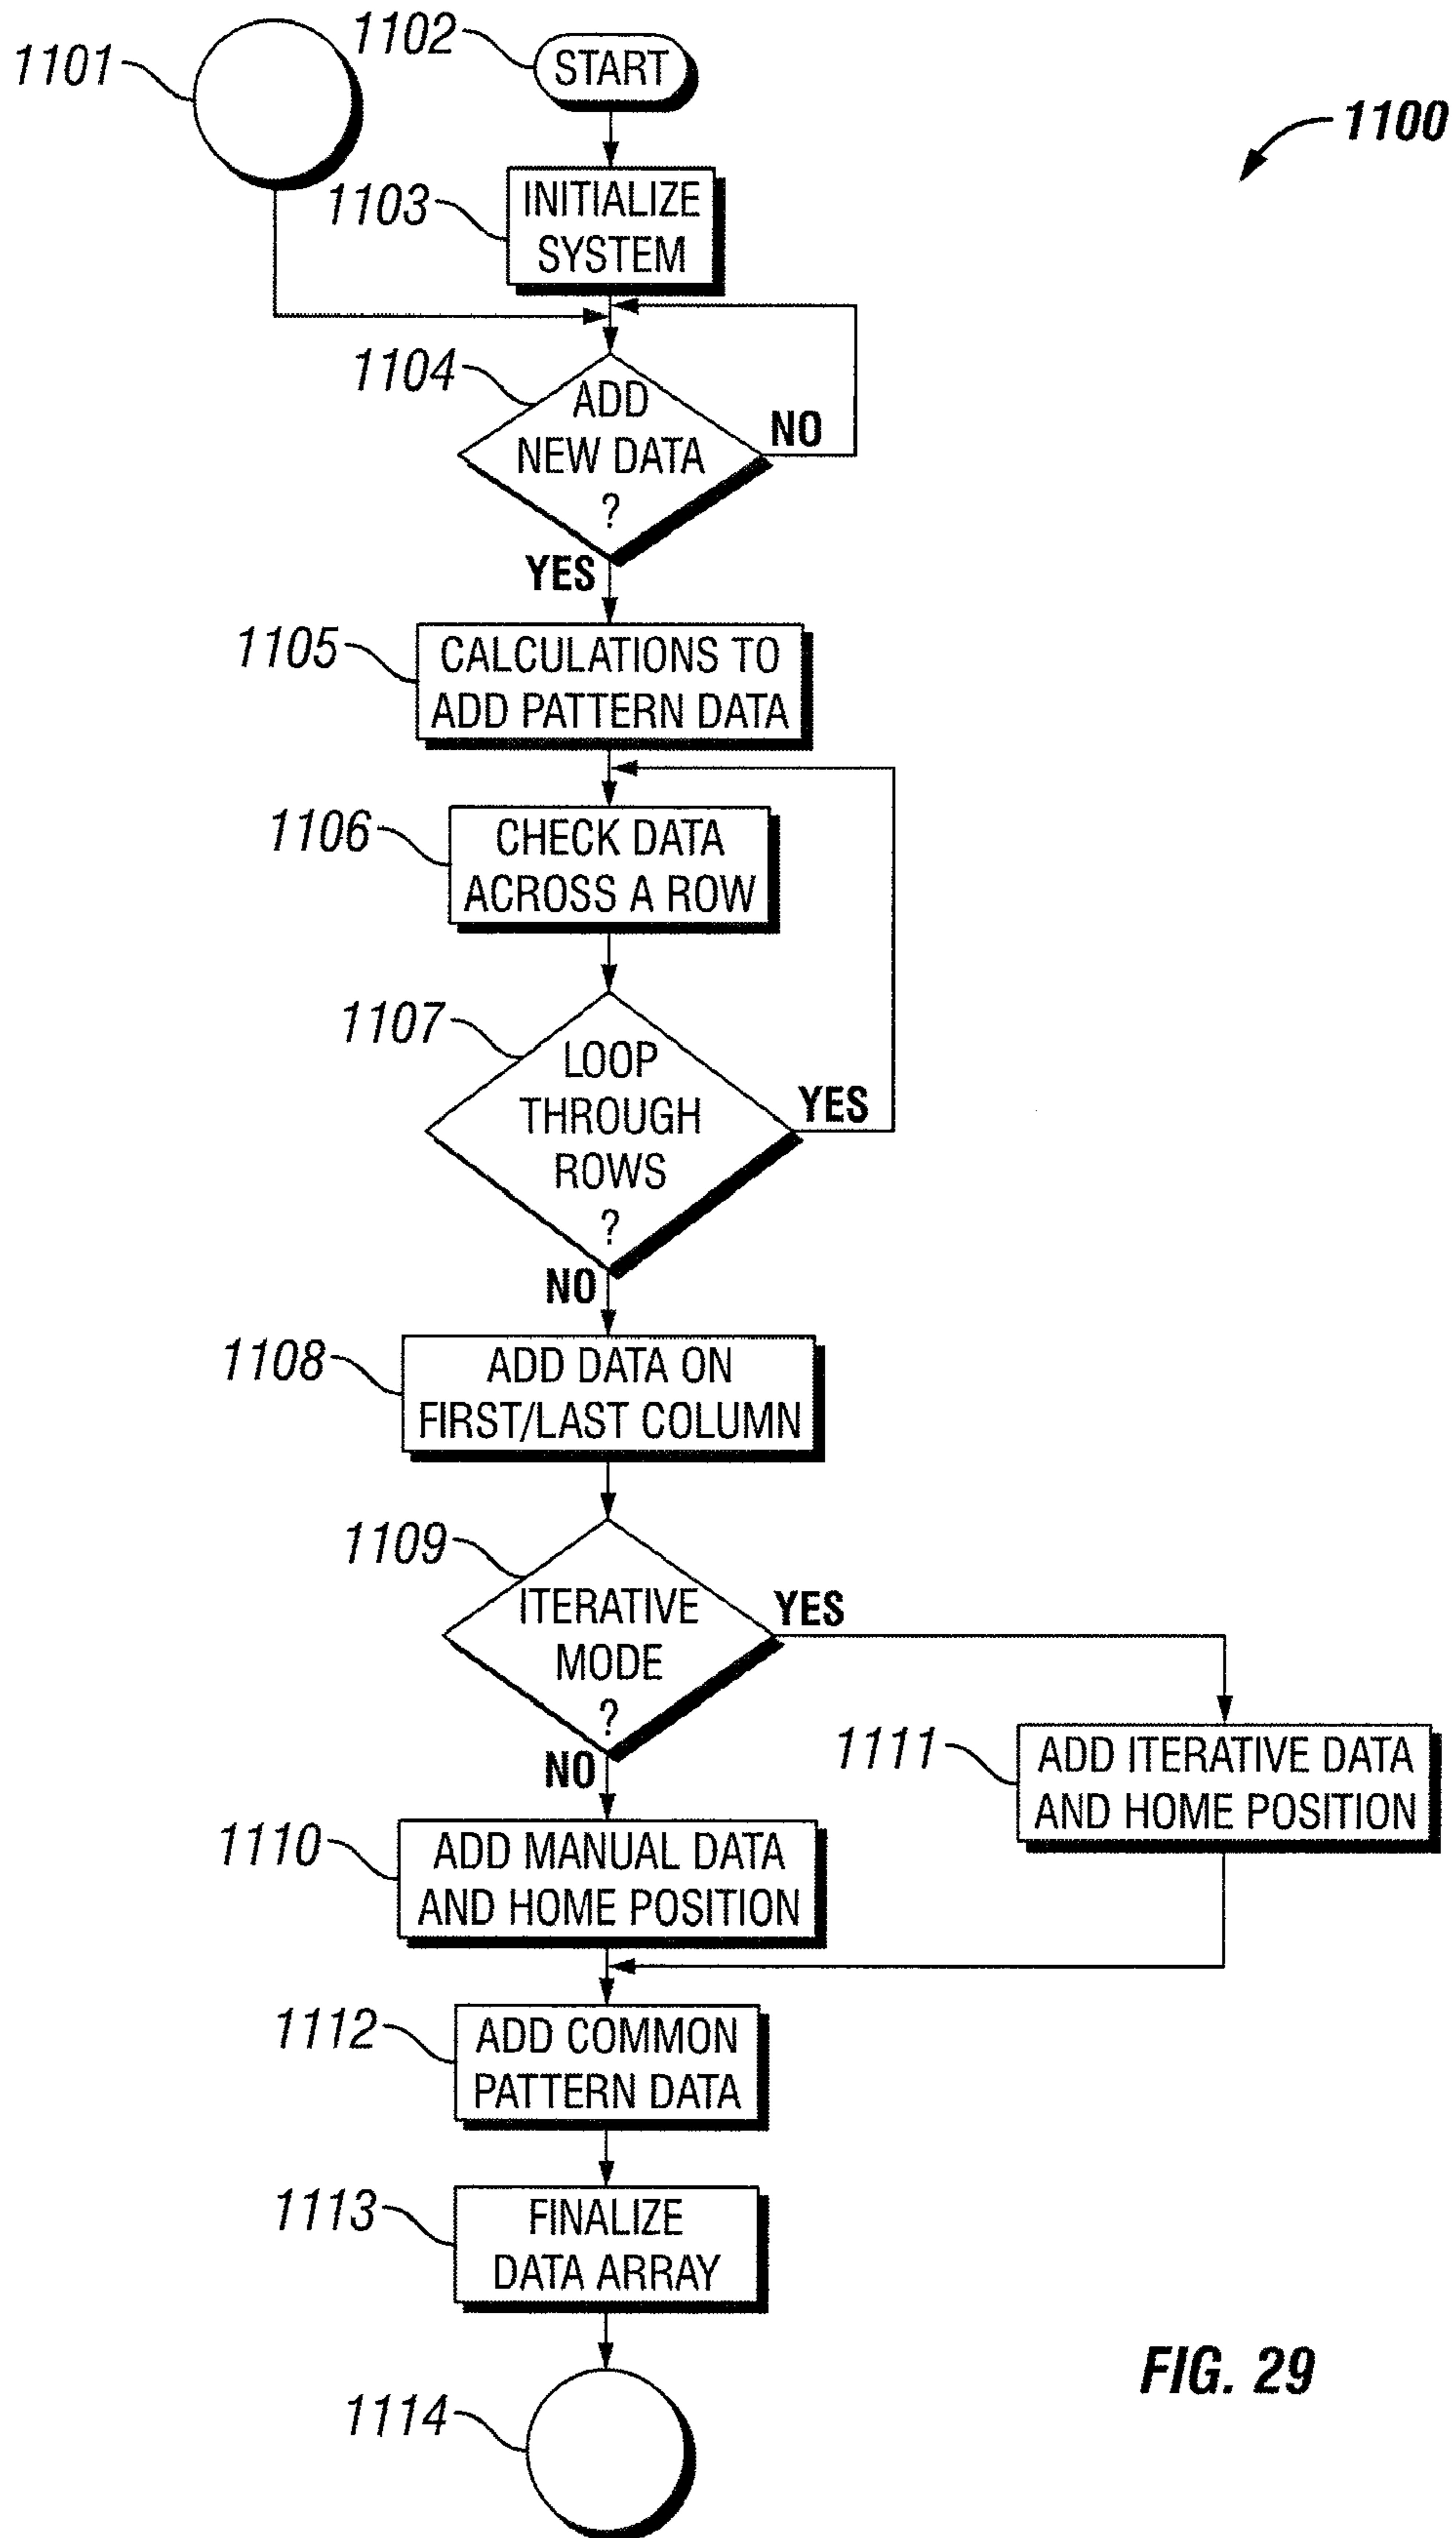 1101
1102
START
1100
1103
INITIALIZE
SYSTEM
1104
ADD
NEW DATA
?
NO
YES
1105
CALCULATIONS TO
ADD PATTERN DATA
1106
CHECK DATA
ACROSS A ROW
1107
LOOP
THROUGH
ROWS
?
YES
NO
1108
ADD DATA ON
FIRST/LAST COLUMN
1109
ITERATIVE
MODE
?
YES
NO
1111
ADD ITERATIVE DATA
AND HOME POSITION
1110
ADD MANUAL DATA
AND HOME POSITION
1112
ADD COMMON
PATTERN DATA
1113
FINALIZE
DATA ARRAY
1114
FIG. 29